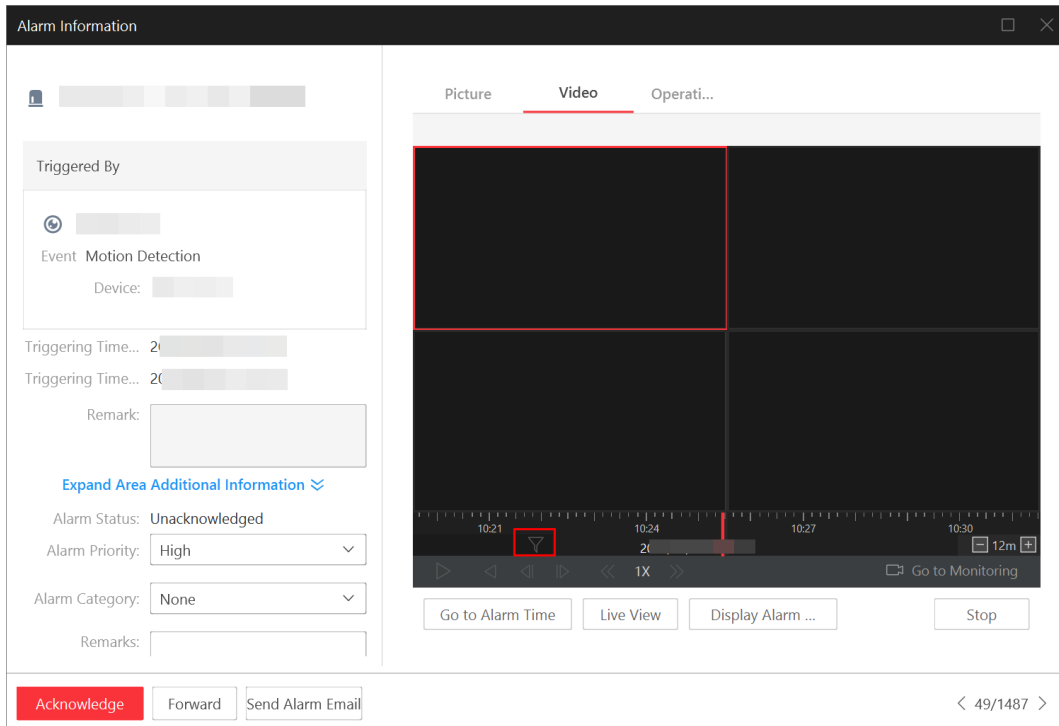 Alarm Information
Triggered By
Event Motion Detection
Device:
Triggering Time...
Triggering Time...
Remark:
Expand Area Additional Information
Alarm Status: Unacknowledged
Alarm Priority: High
Alarm Category: None
Remarks:
Picture Video Operati...
10:21 10:24 10:27 10:30
12m
1X Go to Monitoring
Go to Alarm Time Live View Display Alarm ... Stop
Acknowledge Forward Send Alarm Email 49/1487